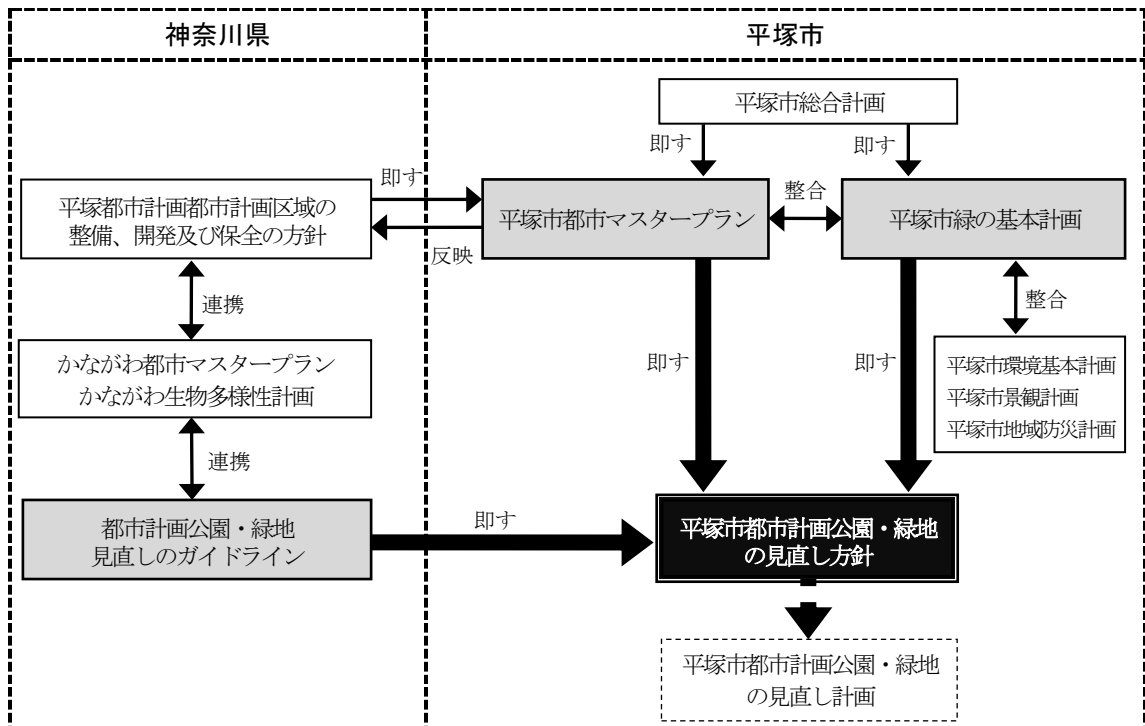 神奈川県
平塚市
平塚市総合計画
即す
即す
即す
平塚都市計画都市計画区域の
整備、開発及び保全の方針
平塚市都市マスタープラン
整合
平塚市緑の基本計画
反映
連携
整合
かながわ都市マスタープラン
かながわ生物多様性計画
即す
即す
平塚市環境基本計画
平塚市景観計画
平塚市地域防災計画
連携
都市計画公園・緑地
見直しのガイドライン
即す
平塚市都市計画公園・緑地
の見直し方針
平塚市都市計画公園・緑地
の見直し計画